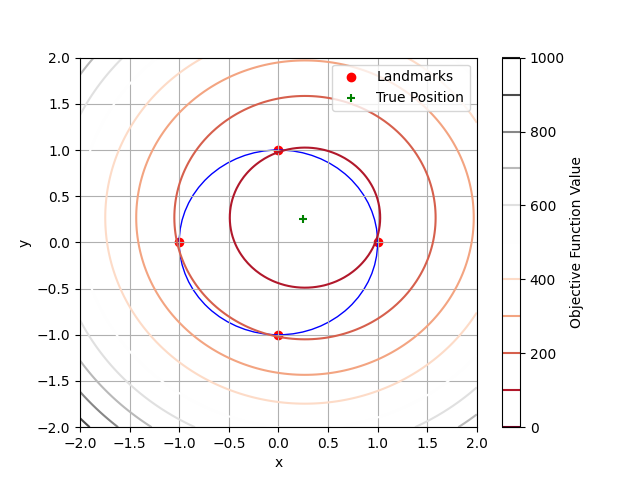 Landmarks
True Position
2.0
1.5
1.0
0.5
0.0
−0.5
−1.0
−1.5
−2.0
y
−2.0 −1.5 −1.0 −0.5 0.0 0.5 1.0 1.5 2.0
x
1000
800
600
400
200
0
Objective Function Value